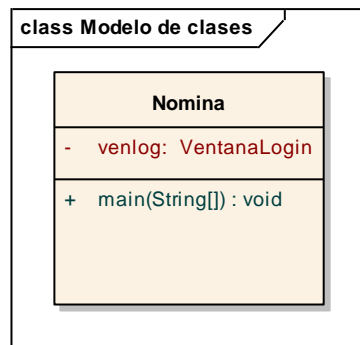 class Modelo de clases
Nomina
- venlog: VentanaLogin
+ main(String[]) : void